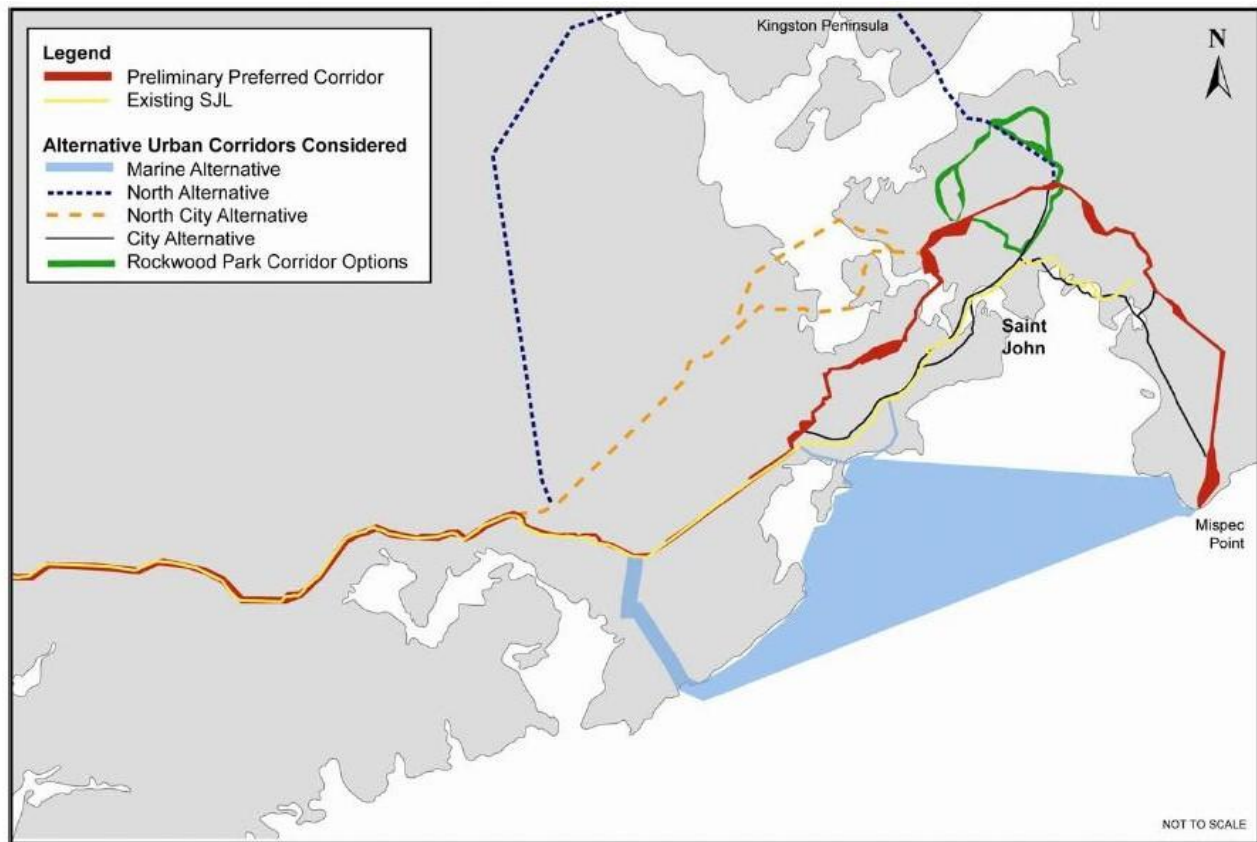 Legend
Preliminary Preferred Corridor
Existing SJL
Alternative Urban Corridors Considered
Marine Alternative
North Alternative
North City Alternative
City Alternative
Rockwood Park Corridor Options
Kingston Peninsula
N
Saint
John
Mispec
Point
NOT TO SCALE